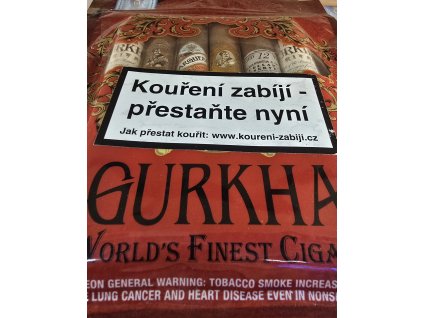 Kouření zabíjí -
přestaňte nyní
Jak přestat kouřit: www.koureni-zabiji.cz
GURKHA
WORLD'S FINEST CIGA
EON GENERAL WARNING: TOBACCO SMOKE INCREAS
LUNG CANCER AND HEART DISEASE EVEN IN NONS